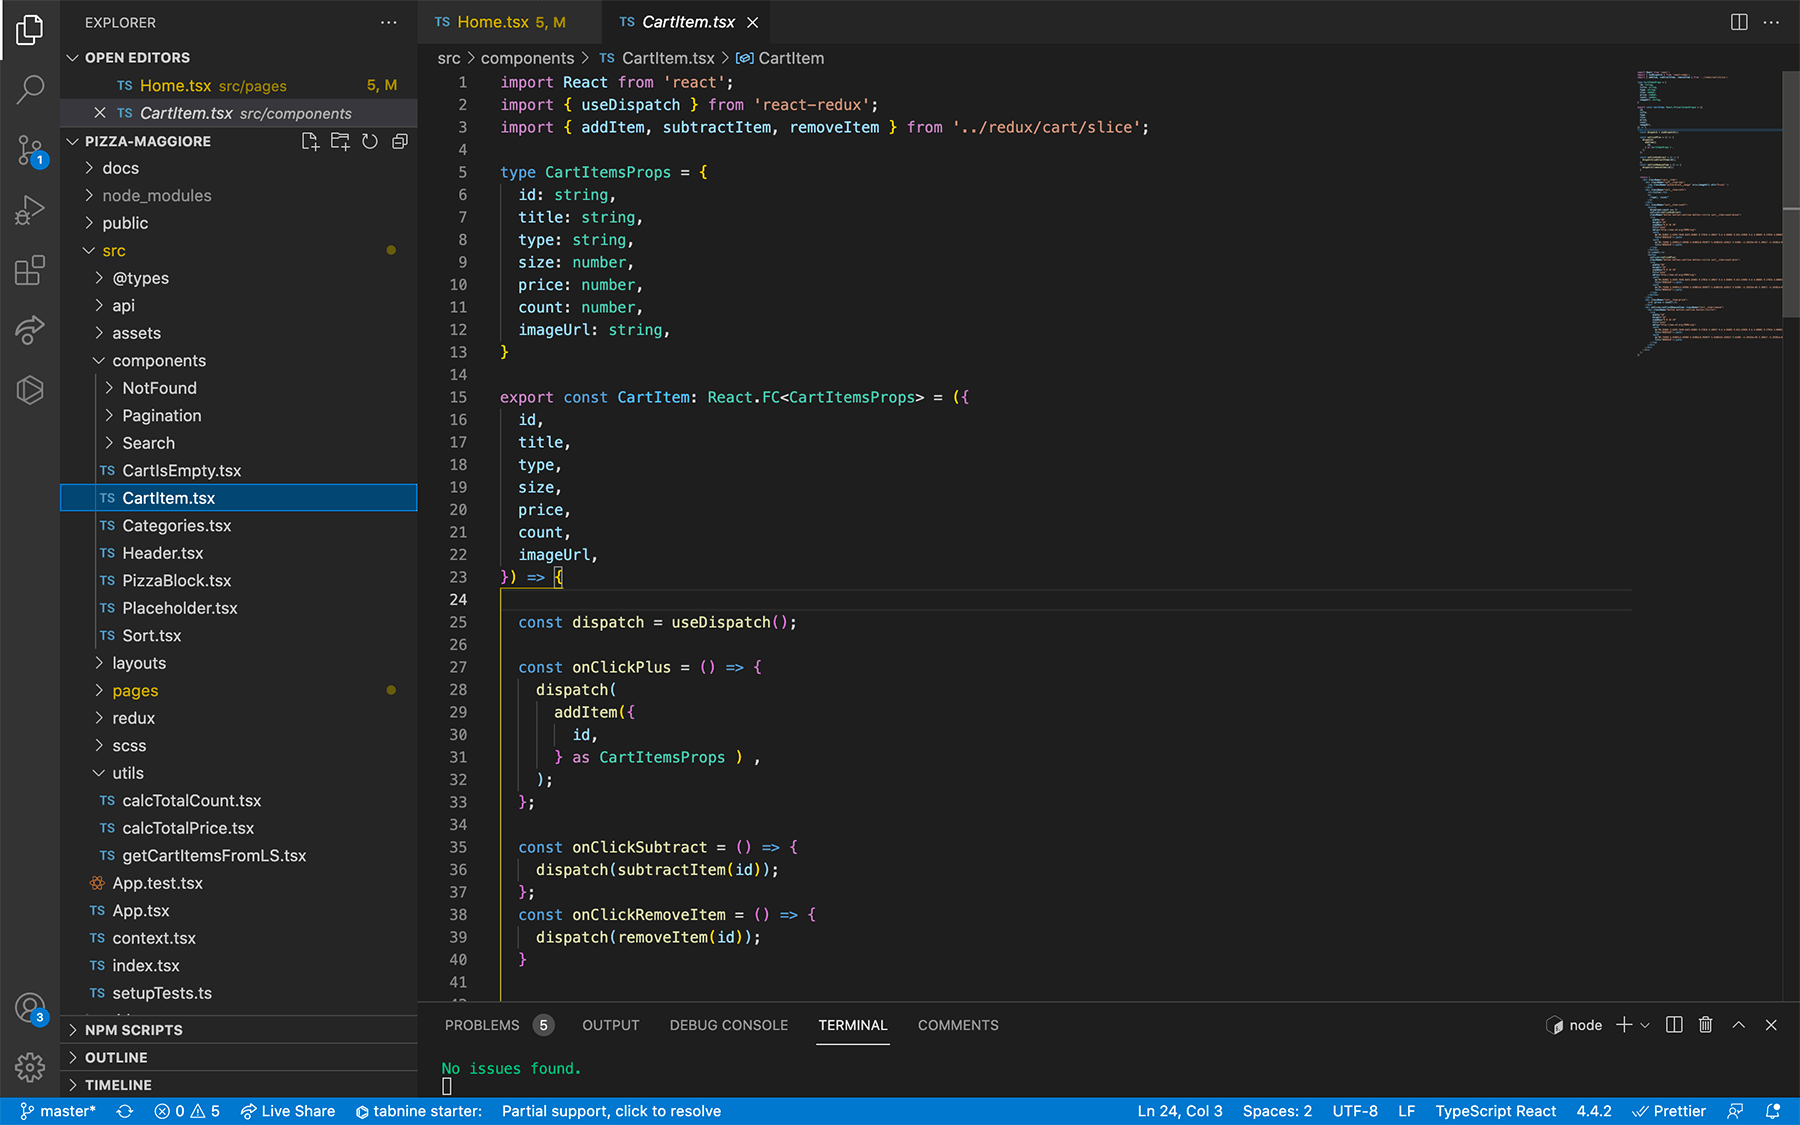 EXPLORER
OPEN EDITORS
TS Home.tsx src/pages 5, M
TS CartItem.tsx src/components
PIZZA-MAGGIORE
docs
node_modules
public
src
@types
api
assets
components
NotFound
Pagination
Search
TS CartIsEmpty.tsx
TS CartItem.tsx
TS Categories.tsx
TS Header.tsx
TS PizzaBlock.tsx
TS Placeholder.tsx
TS Sort.tsx
layouts
pages
redux
scss
utils
TS calcTotalCount.tsx
TS calcTotalPrice.tsx
TS getCartItemsFromLS.tsx
App.test.tsx
TS App.tsx
TS context.tsx
TS index.tsx
TS setupTests.ts
NPM SCRIPTS
OUTLINE
TIMELINE
1
3
TS Home.tsx 5, M
TS CartItem.tsx
src > components > TS CartItem.tsx > CartItem
1 import React from 'react';
2 import { useDispatch } from 'react-redux';
3 import { addItem, subtractItem, removeItem } from '../redux/cart/slice';
4
5 type CartItemsProps = {
6 id: string,
7 title: string,
8 type: string,
9 size: number,
10 price: number,
11 count: number,
12 imageUrl: string,
13 }
14
15 export const CartItem: React.FC<CartItemsProps> = ({
16 id,
17 title,
18 type,
19 size,
20 price,
21 count,
22 imageUrl,
23 }) => {
24
25 const dispatch = useDispatch();
26
27 const onClickPlus = () => {
28 dispatch(
29 addItem({
30 id,
31 } as CartItemsProps ) ,
32 );
33 };
34
35 const onClickSubtract = () => {
36 dispatch(subtractItem(id));
37 };
38 const onClickRemoveItem = () => {
39 dispatch(removeItem(id));
40 }
41
PROBLEMS 5 OUTPUT DEBUG CONSOLE TERMINAL COMMENTS
node
No issues found.
master* 0 5 Live Share tabnine starter: Partial support, click to resolve
Ln 24, Col 3 Spaces: 2 UTF-8 LF TypeScript React 4.4.2 Prettier